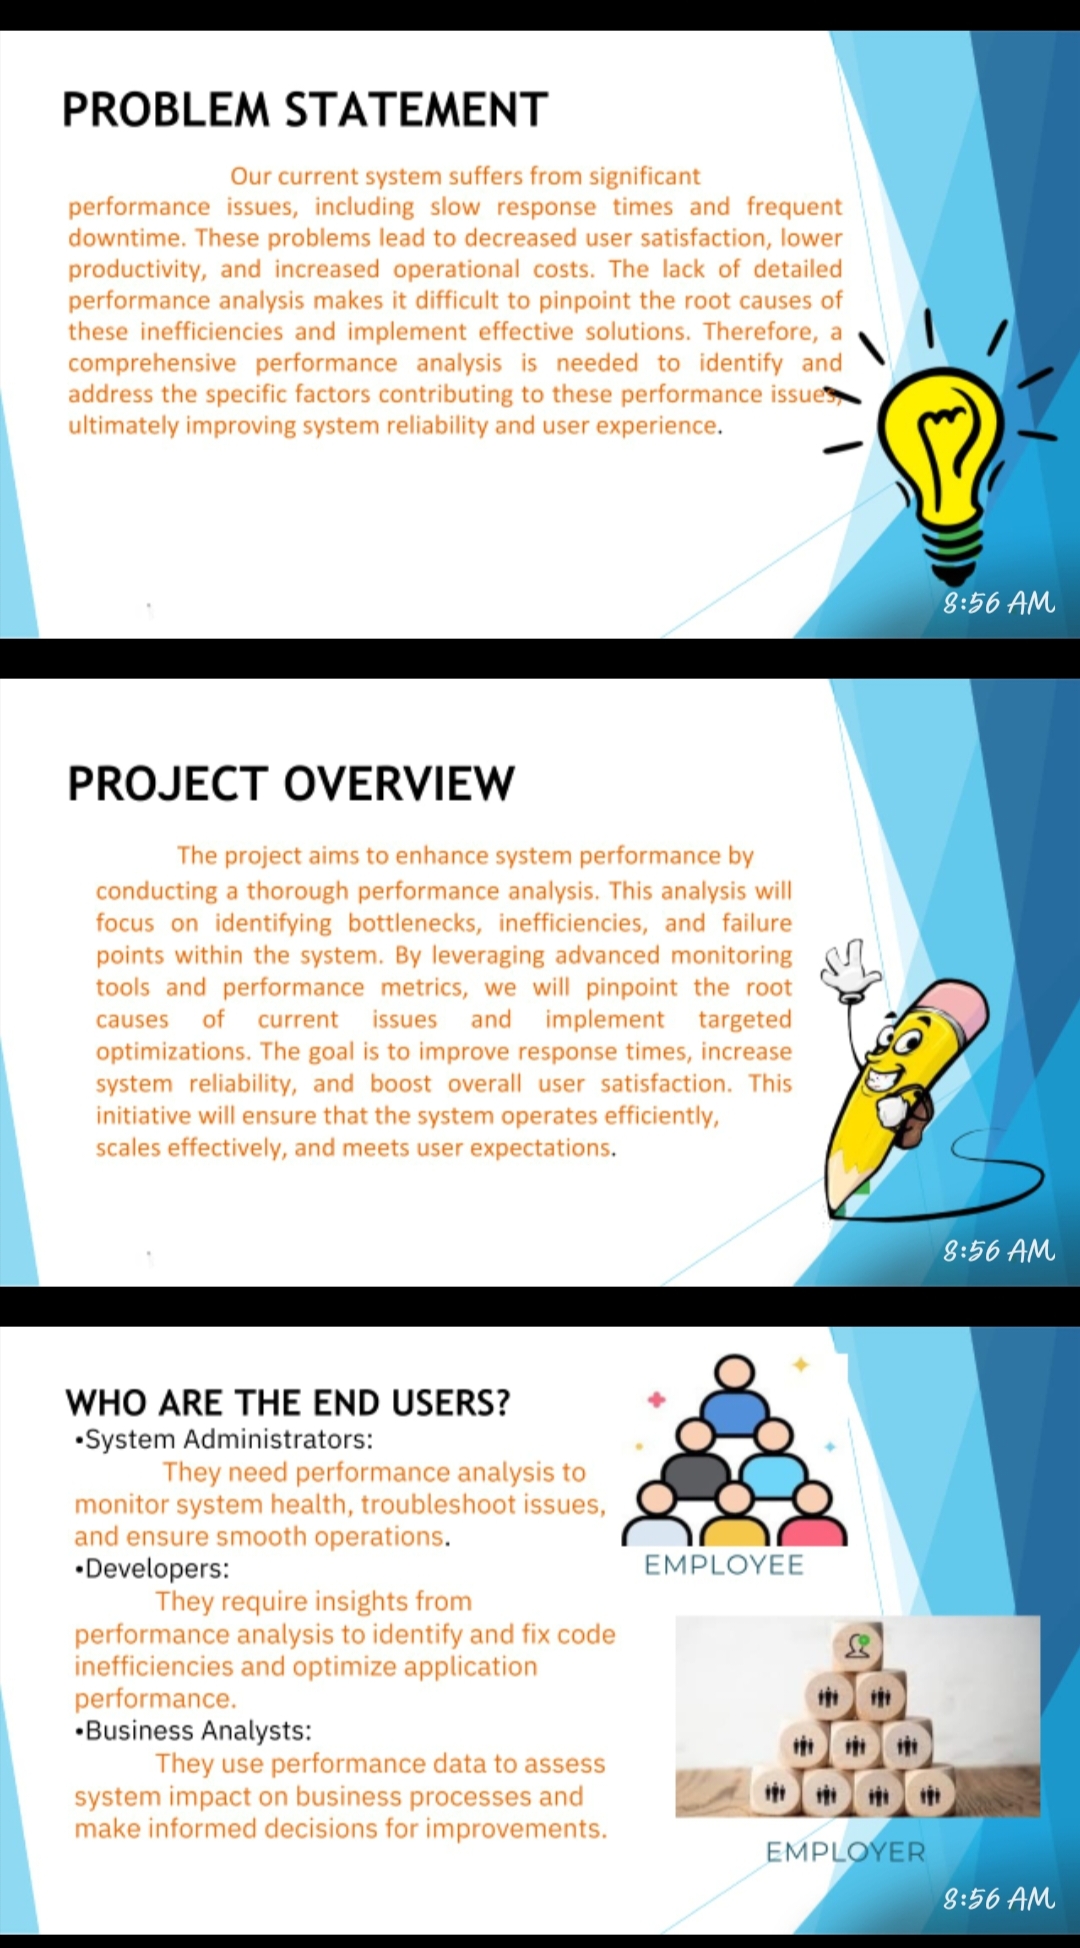 PROBLEM STATEMENT
Our current system suffers from significant
performance issues, including slow response times and frequent
downtime. These problems lead to decreased user satisfaction, lower
productivity, and increased operational costs. The lack of detailed
performance analysis makes it difficult to pinpoint the root causes of
these inefficiencies and implement effective solutions. Therefore, a
comprehensive performance analysis is needed to identify and
address the specific factors contributing to these performance issues,
ultimately improving system reliability and user experience.
8:56 AM
PROJECT OVERVIEW
The project aims to enhance system performance by
conducting a thorough performance analysis. This analysis will
focus on identifying bottlenecks, inefficiencies, and failure
points within the system. By leveraging advanced monitoring
tools and performance metrics, we will pinpoint the root
causes of current issues and implement targeted
optimizations. The goal is to improve response times, increase
system reliability, and boost overall user satisfaction. This
initiative will ensure that the system operates efficiently,
scales effectively, and meets user expectations.
8:56 AM
WHO ARE THE END USERS?
•System Administrators:
They need performance analysis to
monitor system health, troubleshoot issues,
and ensure smooth operations.
•Developers:
They require insights from
performance analysis to identify and fix code
inefficiencies and optimize application
performance.
•Business Analysts:
They use performance data to assess
system impact on business processes and
make informed decisions for improvements.
EMPLOYEE
EMPLOYER
8:56 AM